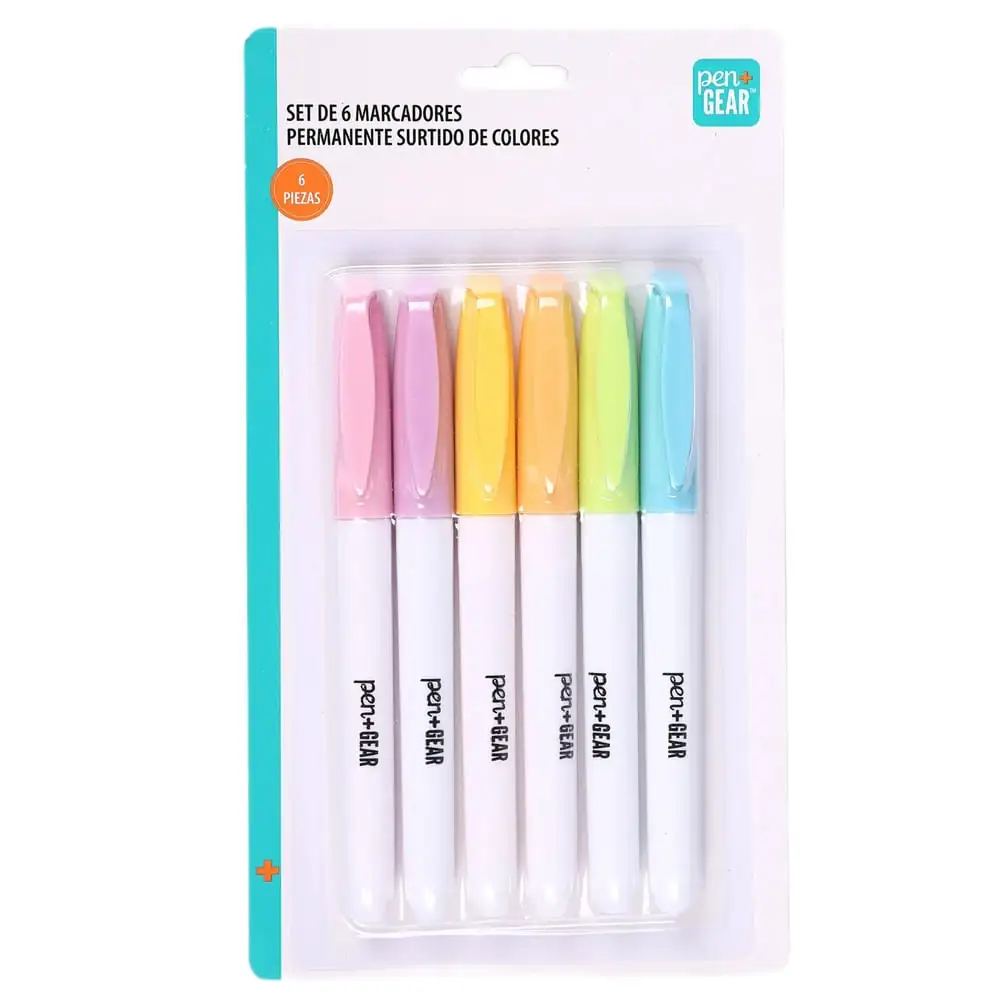 pen+
GEAR™
SET DE 6 MARCADORES
PERMANENTE SURTIDO DE COLORES
6
PIEZAS
pen+GEAR
pen+GEAR
pen+GEAR
pen+GEAR
pen+GEAR
pen+GEAR